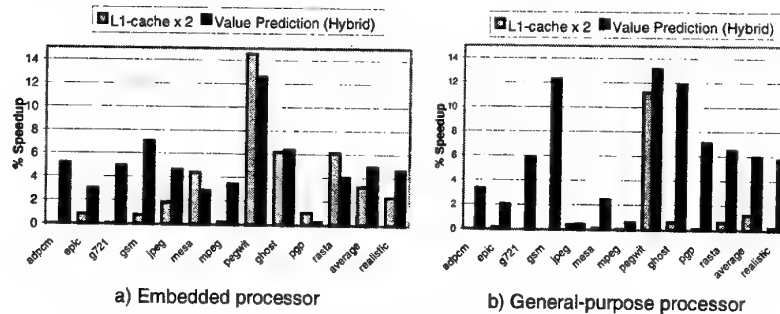 L1-cache x 2 Value Prediction (Hybrid)
14
12
10
8
6
4
2
0
% Speedup
adpcm
epic
g721
gsm
jpeg
mesa
mpeg
pegwit
ghost
pgp
rasta
average
realistic
a) Embedded processor
L1-cache x 2 Value Prediction (Hybrid)
14
12
10
8
6
4
2
0
% Speedup
adpcm
epic
g721
gsm
jpeg
mesa
mpeg
pegwit
ghost
pgp
rasta
average
realistic
b) General-purpose processor